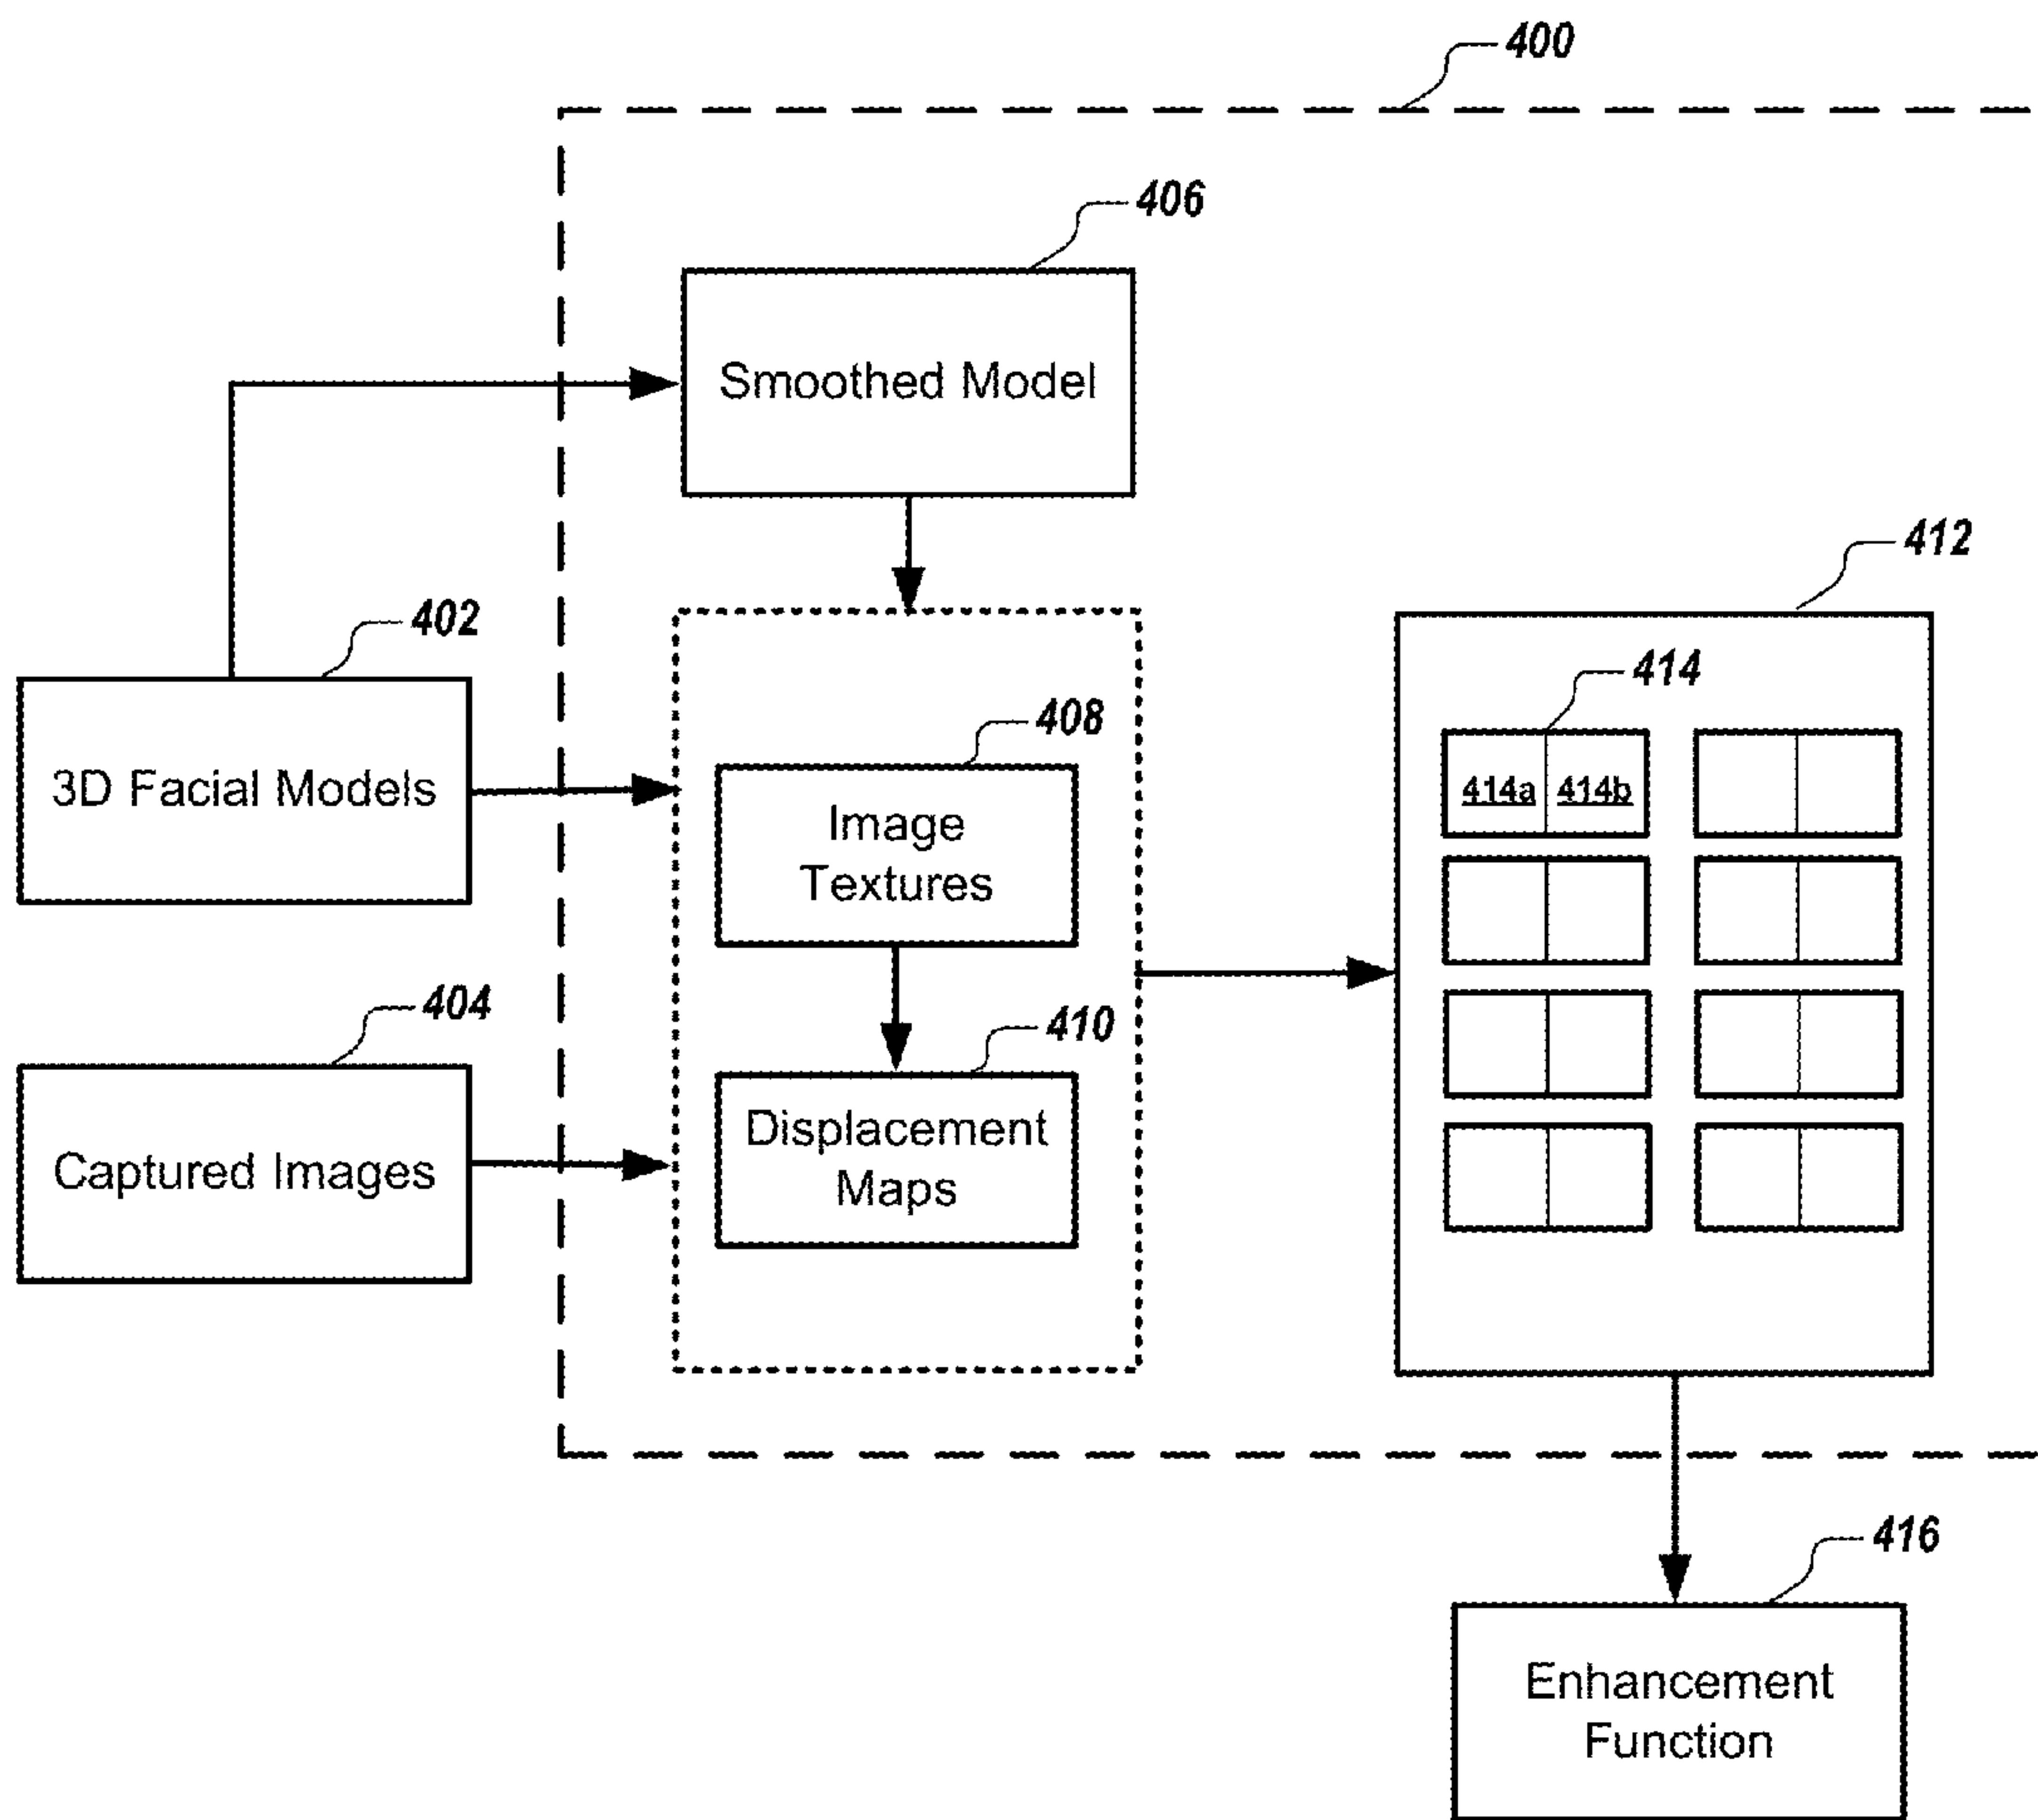 400
406
Smoothed Model
412
402
414
408
3D Facial Models
414a 414b
Image
Textures
404
410
Captured Images
Displacement
Maps
416
Enhancement
Function